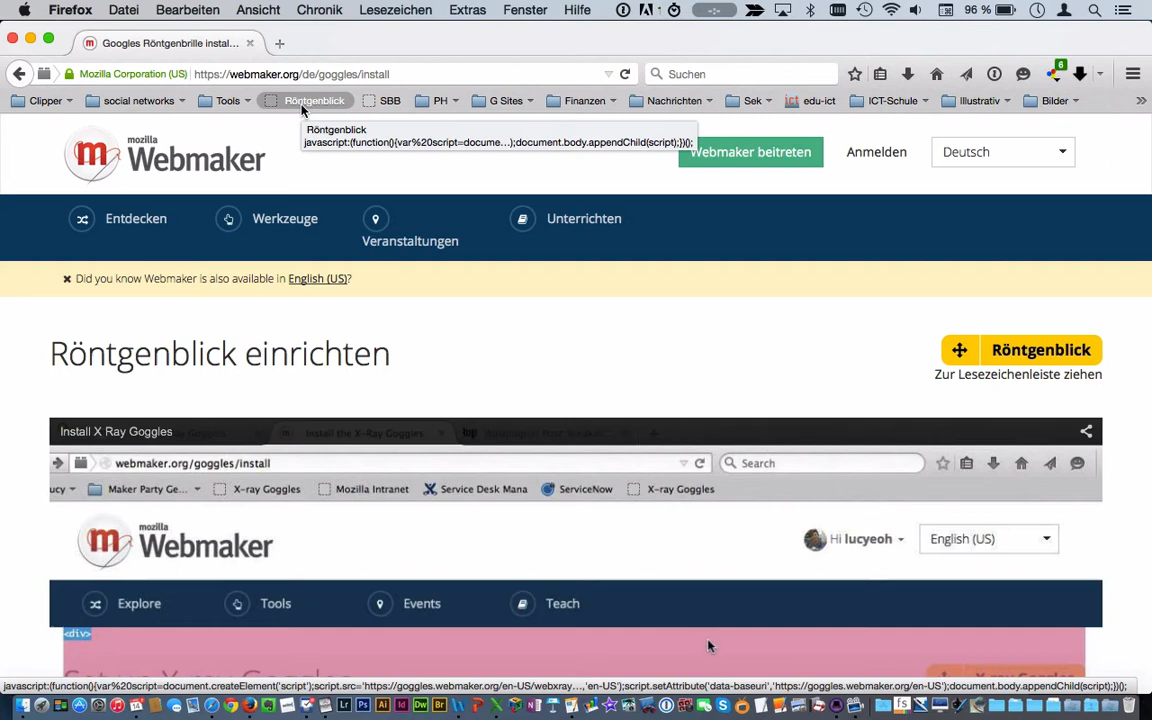 Firefox Datei Bearbeiten Ansicht Chronik Lesezeichen Extras Fenster Hilfe 96 %
Googles Röntgenbrille instal...
Mozilla Corporation (US) https://webmaker.org/de/goggles/install Suchen 6
Clipper social networks Tools Röntgenblick SBB PH G Sites Finanzen Nachrichten Sek ict edu-ict ICT-Schule Illustrativ Bilder
Röntgenblick
javascript:(function(){var%20script=docume...);document.body.appendChild(script);})();
mozilla
Webmaker
Webmaker beitreten Anmelden Deutsch
Entdecken Werkzeuge Veranstaltungen Unterrichten
Did you know Webmaker is also available in English (US)?
Röntgenblick einrichten
Röntgenblick
Zur Lesezeichenleiste ziehen
Install X Ray Goggles
Install the X-Ray Goggles
webmaker.org/goggles/install Search
ucy Maker Party Ge... X-ray Goggles Mozilla Intranet Service Desk Mana ServiceNow X-ray Goggles
mozilla
Webmaker
Hi lucyeoh English (US)
Explore Tools Events Teach
<div>
javascript:(function(){var%20script=document.createElement('script');script.src='https://goggles.webmaker.org/en-US/webxray...,'en-US');script.setAttribute('data-baseuri','https://goggles.webmaker.org/en-US');document.body.appendChild(script);})();